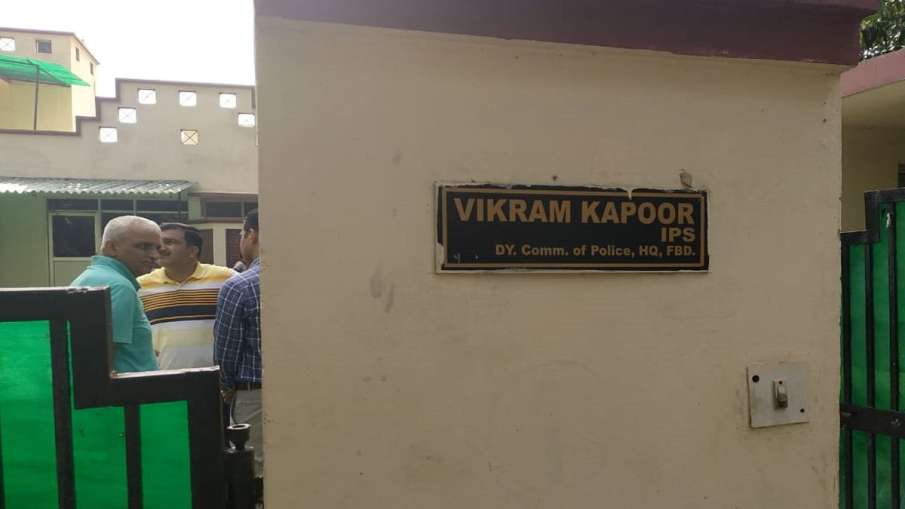 VIKRAM KAPOOR
IPS
DY. Comm. of Police, HQ, FBD.